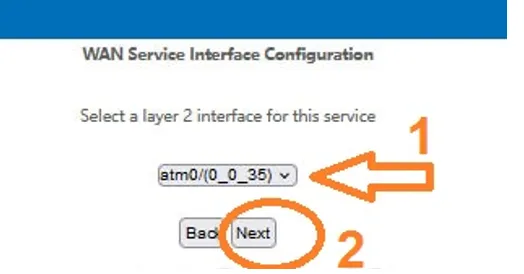 WAN Service Interface Configuration
Select a layer 2 interface for this service
1
atm0/(0_0_35)
Back Next
2